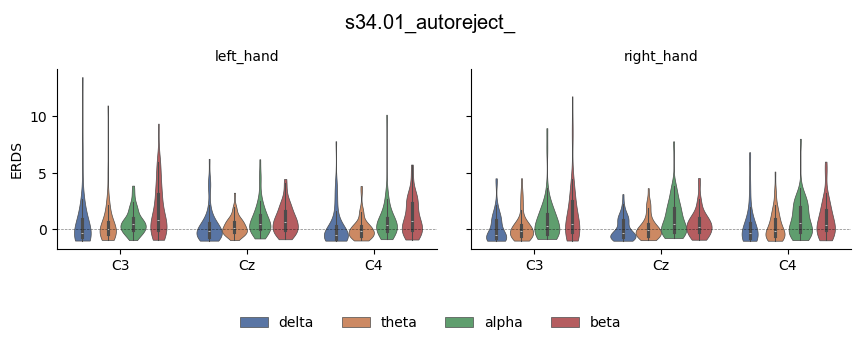 s34.01_autoreject_
left_hand
right_hand
ERDS
10
5
0
C3
Cz
C4
C3
Cz
C4
delta
theta
alpha
beta